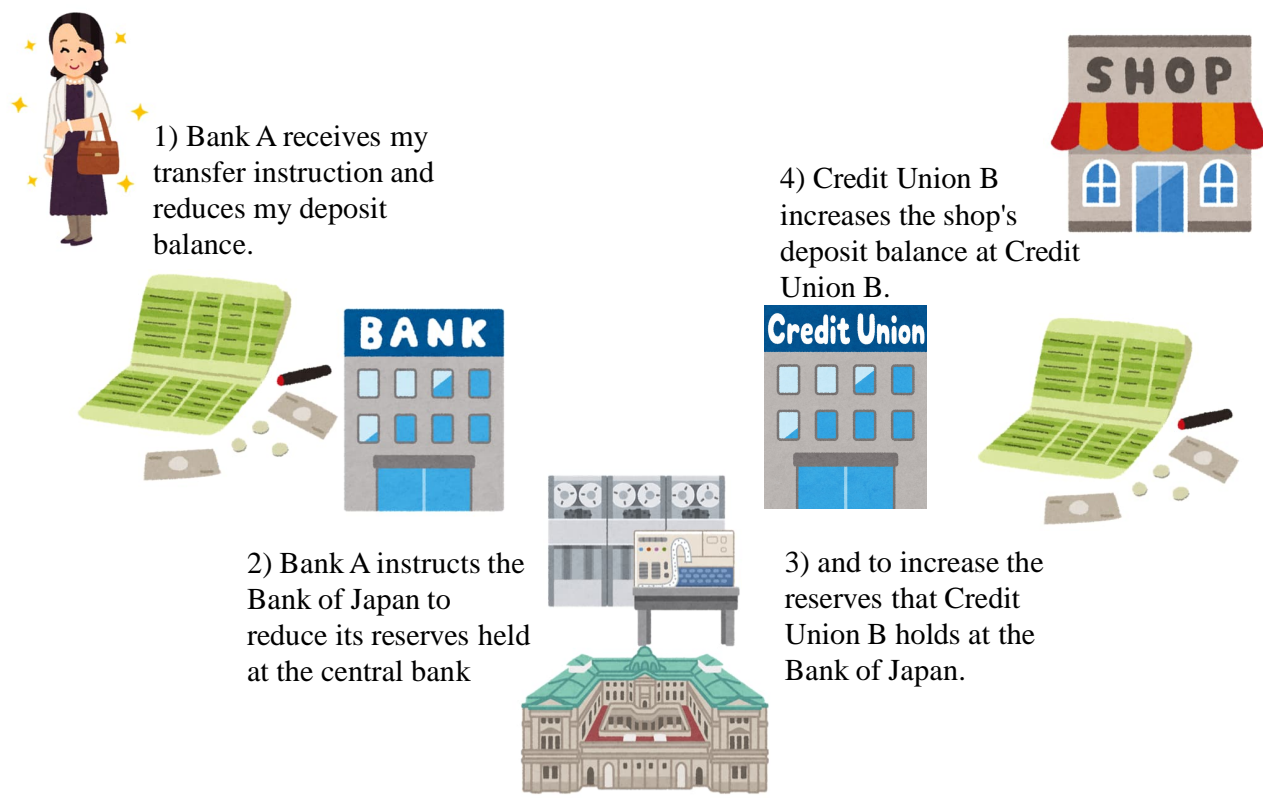 1) Bank A receives my
transfer instruction and
reduces my deposit
balance.
BANK
2) Bank A instructs the
Bank of Japan to
reduce its reserves held
at the central bank
3) and to increase the
reserves that Credit
Union B holds at the
Bank of Japan.
SHOP
4) Credit Union B
increases the shop's
deposit balance at Credit
Union B.
Credit Union